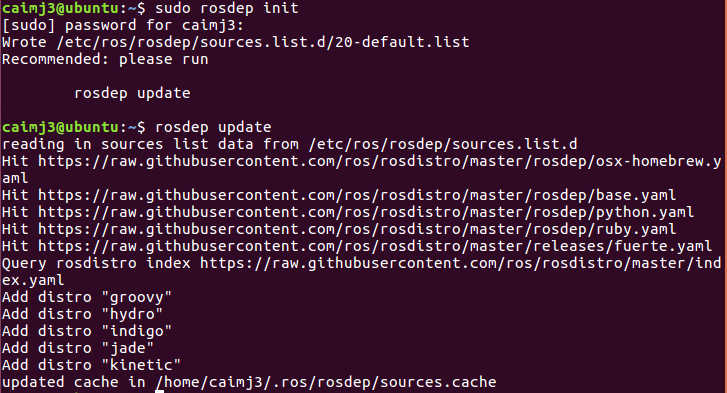 caimj3@ubuntu:~$ sudo rosdep init
[sudo] password for caimj3:
Wrote /etc/ros/rosdep/sources.list.d/20-default.list
Recommended: please run
rosdep update
caimj3@ubuntu:~$ rosdep update
reading in sources list data from /etc/ros/rosdep/sources.list.d
Hit https://raw.githubusercontent.com/ros/rosdistro/master/rosdep/osx-homebrew.y
aml
Hit https://raw.githubusercontent.com/ros/rosdistro/master/rosdep/base.yaml
Hit https://raw.githubusercontent.com/ros/rosdistro/master/rosdep/python.yaml
Hit https://raw.githubusercontent.com/ros/rosdistro/master/rosdep/ruby.yaml
Hit https://raw.githubusercontent.com/ros/rosdistro/master/releases/fuerte.yaml
Query rosdistro index https://raw.githubusercontent.com/ros/rosdistro/master/ind
ex.yaml
Add distro "groovy"
Add distro "hydro"
Add distro "indigo"
Add distro "jade"
Add distro "kinetic"
updated cache in /home/caimj3/.ros/rosdep/sources.cache